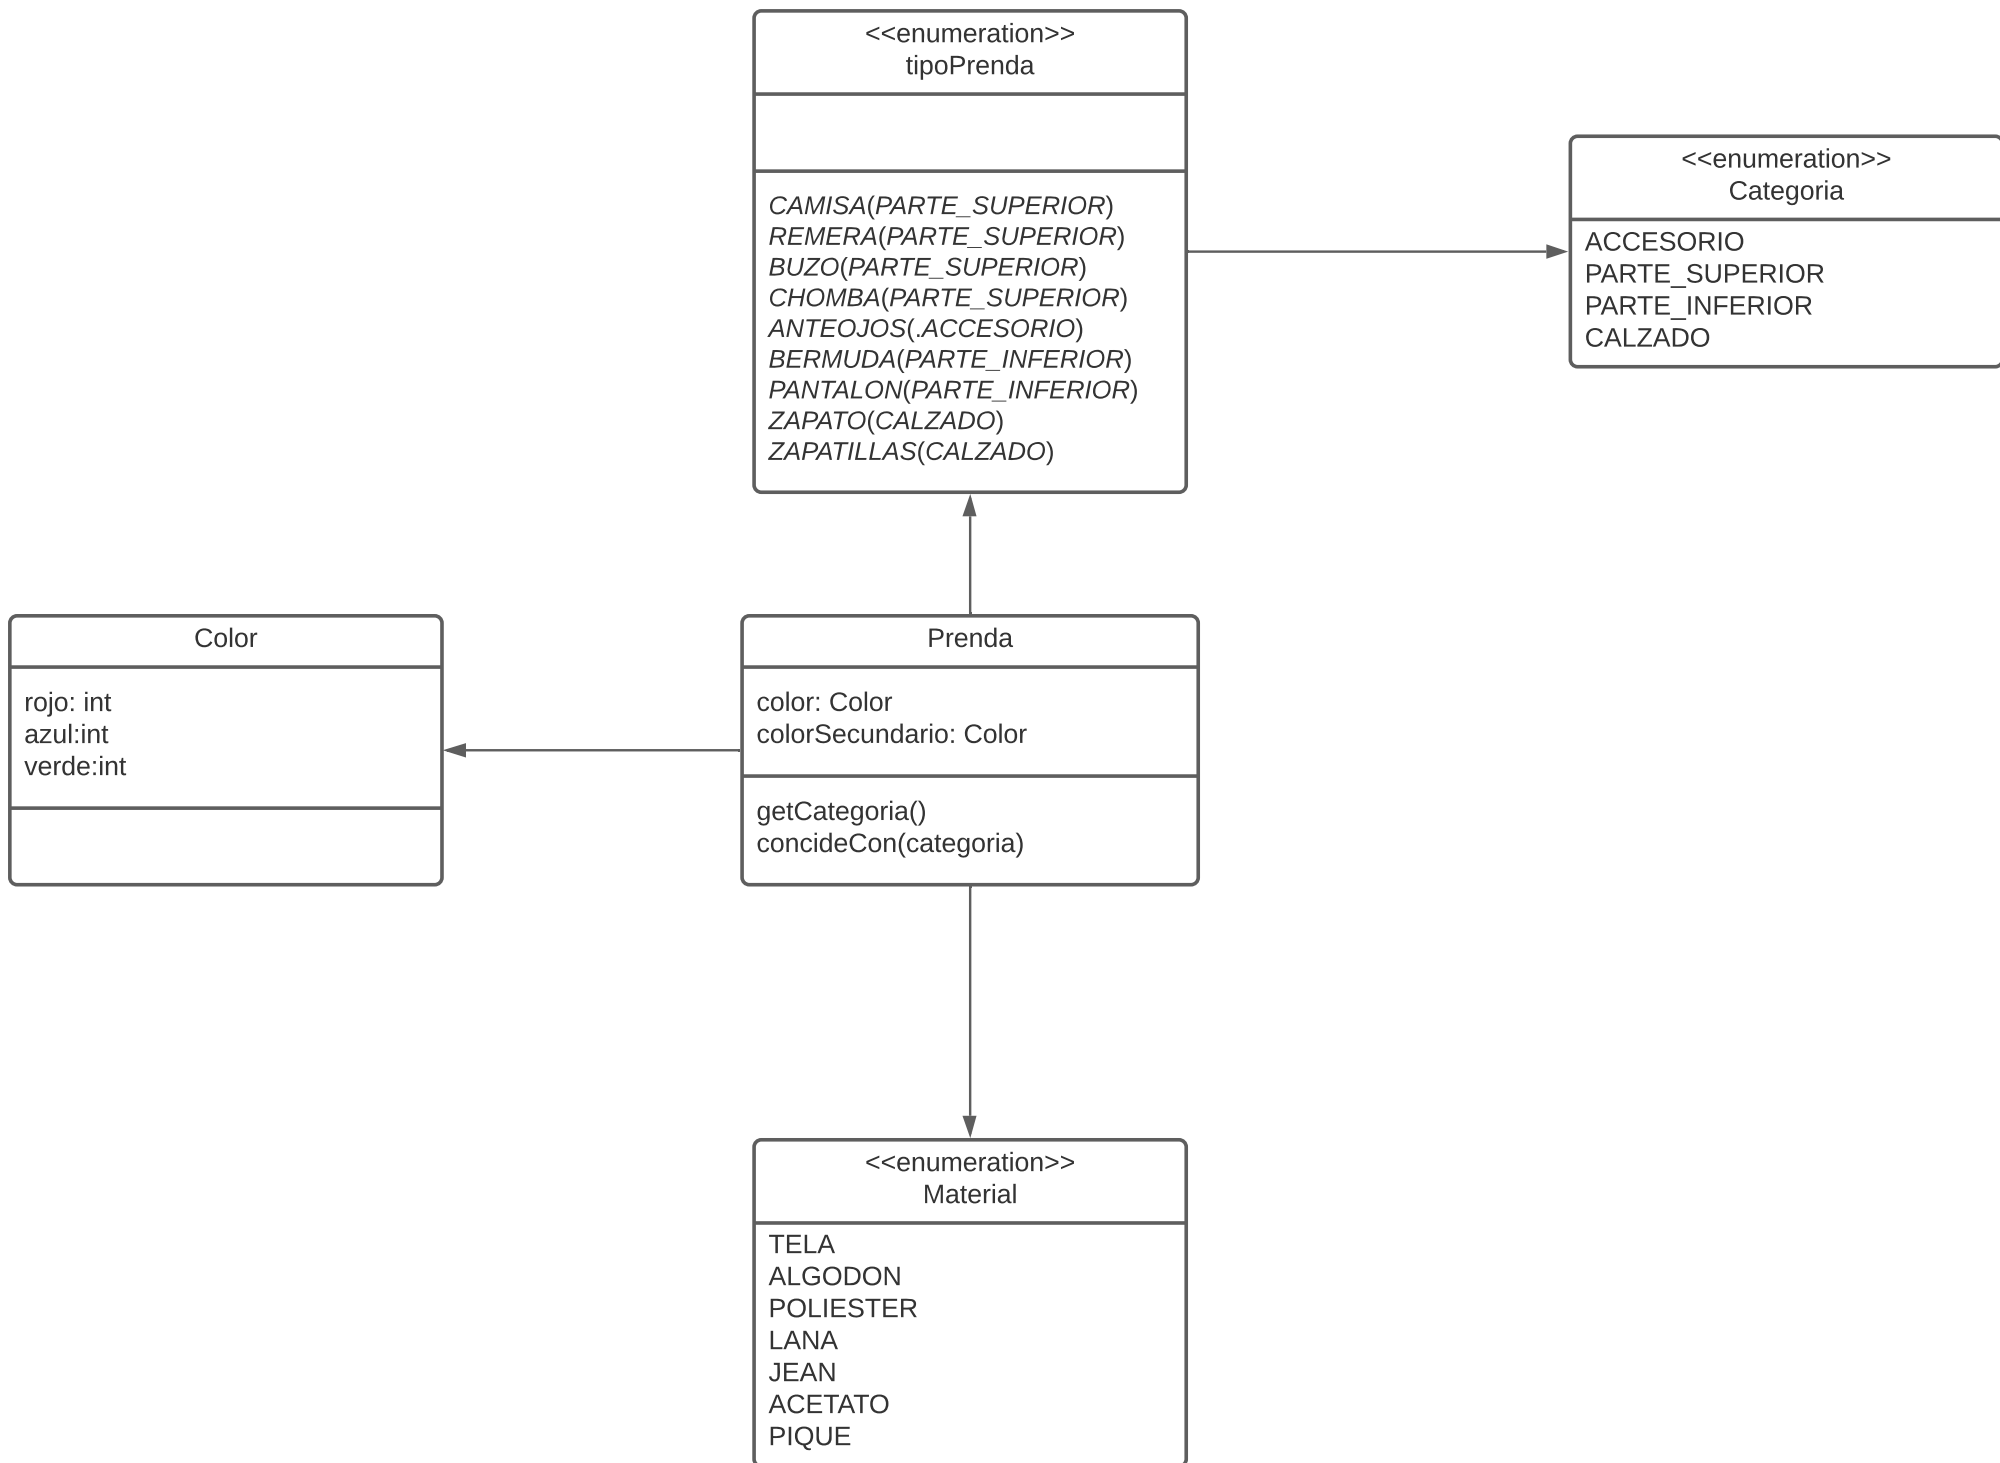 <<enumeration>>
tipoPrenda
CAMISA(PARTE_SUPERIOR)
REMERA(PARTE_SUPERIOR)
BUZO(PARTE_SUPERIOR)
CHOMBA(PARTE_SUPERIOR)
ANTEOJOS(.ACCESORIO)
BERMUDA(PARTE_INFERIOR)
PANTALON(PARTE_INFERIOR)
ZAPATO(CALZADO)
ZAPATILLAS(CALZADO)
<<enumeration>>
Categoria
ACCESORIO
PARTE_SUPERIOR
PARTE_INFERIOR
CALZADO
Color
rojo: int
azul:int
verde:int
Prenda
color: Color
colorSecundario: Color
getCategoria()
concideCon(categoria)
<<enumeration>>
Material
TELA
ALGODON
POLIESTER
LANA
JEAN
ACETATO
PIQUE